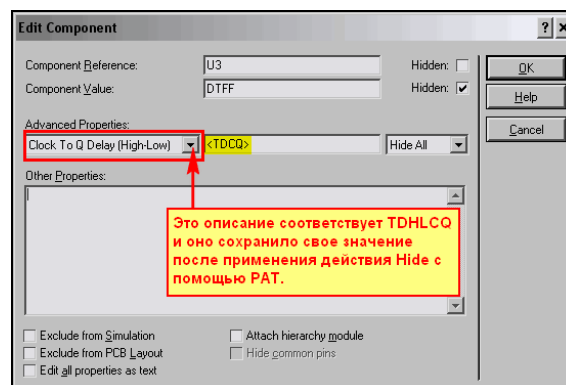 Edit Component
Component Reference: U3 Hidden:
Component Value: DTFF Hidden:
OK
Help
Cancel
Advanced Properties:
Clock To Q Delay (High-Low) <TDCQ> Hide All
Other Properties:
Это описание соответствует TDHLCQ
и оно сохранило свое значение
после применения действия Hide с
помощью PAT.
Exclude from Simulation Attach hierarchy module
Exclude from PCB Layout Hide common pins
Edit all properties as text